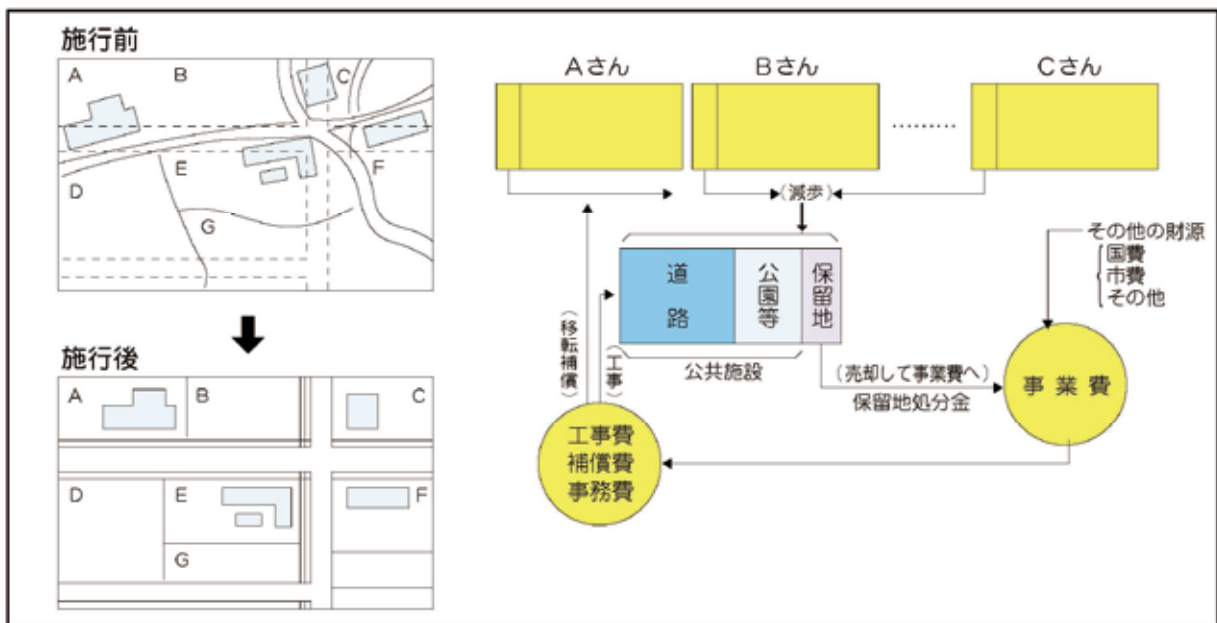 施行前
A
B
C
D
E
F
G
施行後
A
B
C
D
E
F
G
Aさん
Bさん
Cさん
………
(減歩)
道路
公園等
保留地
公共施設
(移転補償)
(工事)
(売却して事業費へ)
保留地処分金
その他の財源
国費
市費
その他
事業費
工事費
補償費
事務費